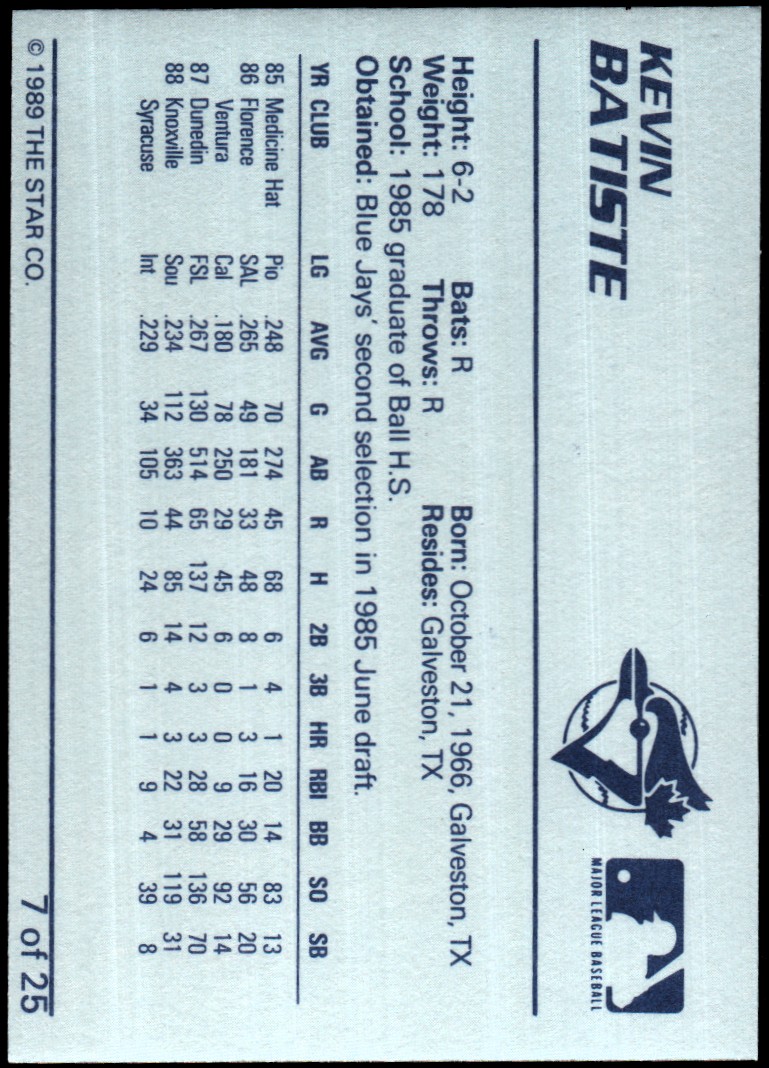 KEVIN
BATISTE
MAJOR LEAGUE BASEBALL
Height: 6-2 Bats: R Born: October 21, 1966, Galveston, TX
Weight: 178 Throws: R Resides: Galveston, TX
School: 1985 graduate of Ball H.S.
Obtained: Blue Jays' second selection in 1985 June draft.
YR CLUB LG AVG G AB R H 2B 3B HR RBI BB SO SB
85 Medicine Hat Pio .248 70 274 45 68 6 4 1 20 14 83 13
86 Florence SAL .265 49 181 33 48 8 1 3 16 30 56 20
Ventura Cal .180 78 250 29 45 6 0 0 9 29 92 14
87 Dunedin FSL .267 130 514 65 137 12 3 3 28 58 136 70
88 Knoxville Sou .234 112 363 44 85 14 4 3 22 31 119 31
Syracuse Int .229 34 105 10 24 6 1 1 9 4 39 8
© 1989 THE STAR CO. 7 of 25